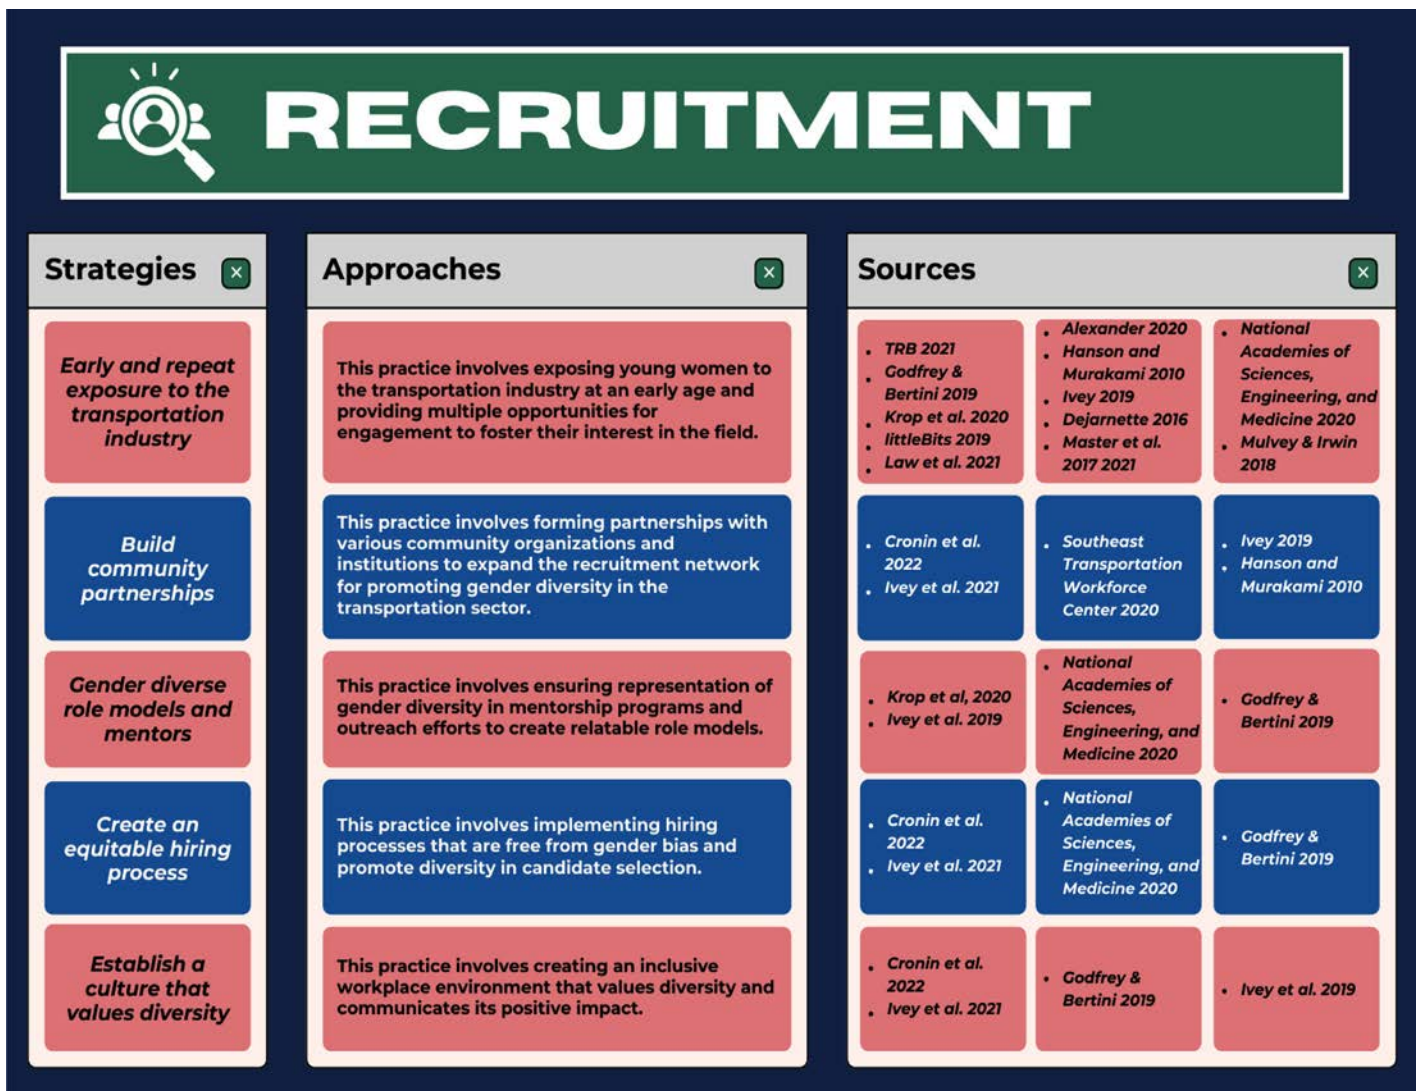 RECRUITMENT
Strategies
×
Approaches
×
Sources
×
Early and repeat
exposure to the
transportation
industry
This practice involves exposing young women to
the transportation industry at an early age and
providing multiple opportunities for
engagement to foster their interest in the field.
• TRB 2021
• Godfrey &
Bertini 2019
• Krop et al. 2020
• littleBits 2019
• Law et al. 2021
• Alexander 2020
• Hanson and
Murakami 2010
• Ivey 2019
• Dejarnette 2016
• Master et al.
2017 2021
• National
Academies of
Sciences,
Engineering, and
Medicine 2020
• Mulvey & Irwin
2018
Build
community
partnerships
This practice involves forming partnerships with
various community organizations and
institutions to expand the recruitment network
for promoting gender diversity in the
transportation sector.
• Cronin et al.
2022
• Ivey et al. 2021
• Southeast
Transportation
Workforce
Center 2020
• Ivey 2019
• Hanson and
Murakami 2010
Gender diverse
role models and
mentors
This practice involves ensuring representation of
gender diversity in mentorship programs and
outreach efforts to create relatable role models.
• Krop et al, 2020
• Ivey et al. 2019
• National
Academies of
Sciences,
Engineering, and
Medicine 2020
• Godfrey &
Bertini 2019
Create an
equitable hiring
process
This practice involves implementing hiring
processes that are free from gender bias and
promote diversity in candidate selection.
• Cronin et al.
2022
• Ivey et al. 2021
• National
Academies of
Sciences,
Engineering, and
Medicine 2020
• Godfrey &
Bertini 2019
Establish a
culture that
values diversity
This practice involves creating an inclusive
workplace environment that values diversity and
communicates its positive impact.
• Cronin et al.
2022
• Ivey et al. 2021
• Godfrey &
Bertini 2019
• Ivey et al. 2019